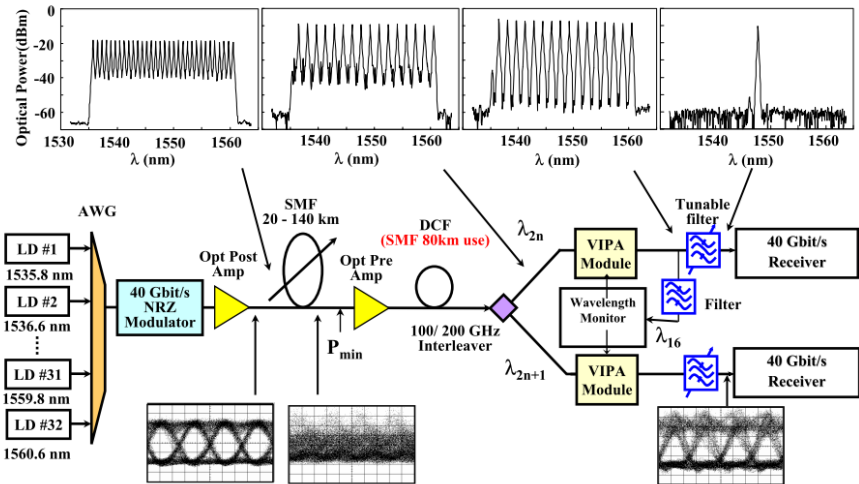 Optical Power(dBm)
0
-20
-40
-60
1530
1540
1550
1560
λ (nm)
1540
1550
1560
λ (nm)
1540
1550
1560
λ (nm)
1540
1550
1560
λ (nm)
AWG
LD #1
1535.8 nm
LD #2
1536.6 nm
LD #31
1559.8 nm
LD #32
1560.6 nm
40 Gbit/s
NRZ
Modulator
Opt Post
Amp
SMF
20 - 140 km
Pmin
Opt Pre
Amp
DCF
(SMF 80km use)
100/ 200 GHz
Interleaver
λ2n
λ2n+1
VIPA
Module
Wavelength
Monitor
VIPA
Module
λ16
Tunable
filter
Filter
40 Gbit/s
Receiver
40 Gbit/s
Receiver